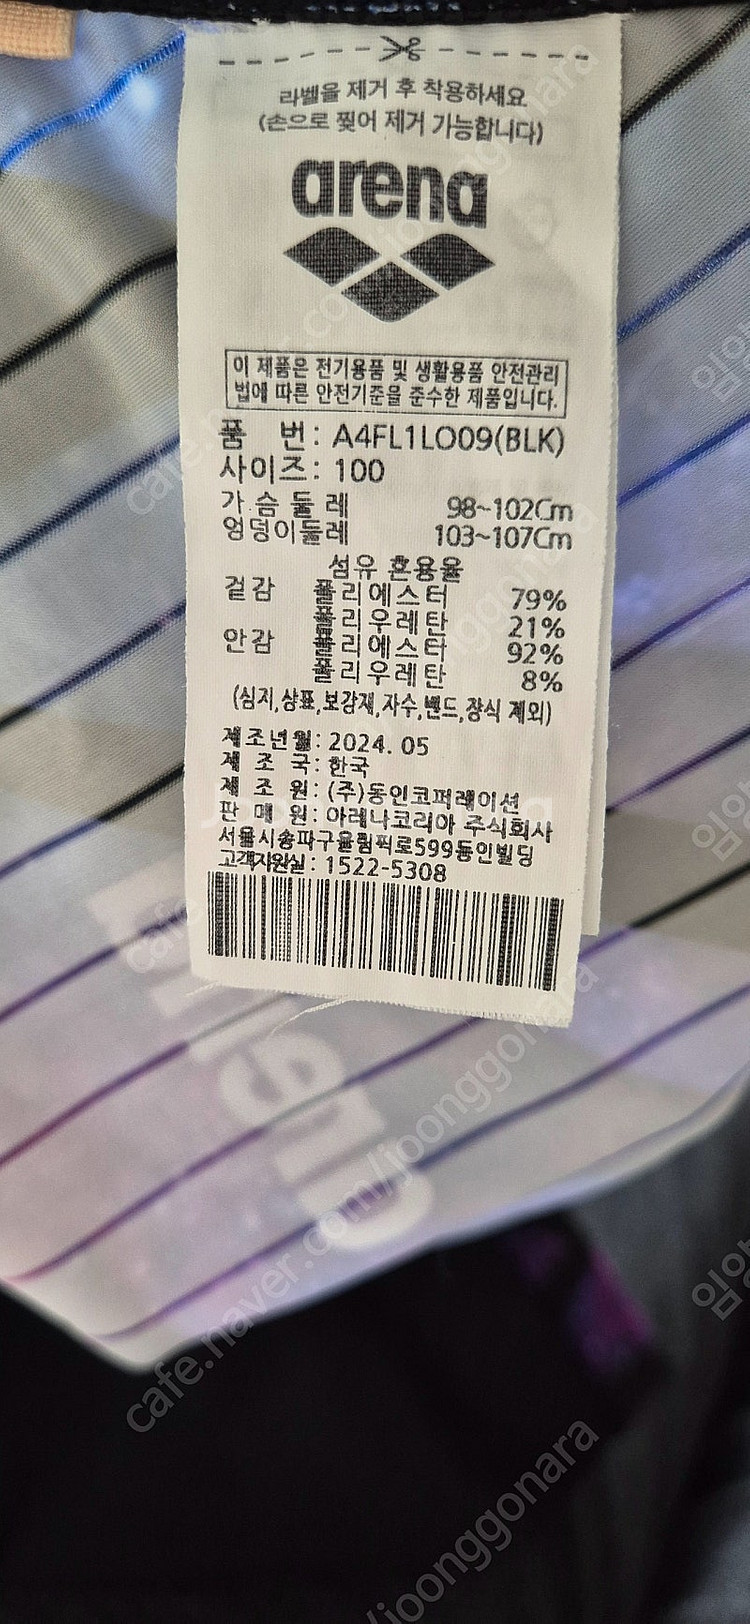 라벨을 제거 후 착용하세요
(손으로 찢어 제거 가능합니다)
arena
이 제품은 전기용품 및 생활용품 안전관리
법에 따른 안전기준을 준수한 제품입니다.
품 번: A4FL1LO09(BLK)
사이즈: 100
가슴둘레 98~102Cm
엉덩이둘레 103~107Cm
섬유 혼용율
겉감 폴리에스터 79%
폴리우레탄 21%
안감 폴리에스터 92%
폴리우레탄 8%
(심지,상표,보강재,자수,밴드,장식 제외)
제조년월: 2024. 05
제 조 국: 한국
제 조 원: (주)동인코퍼레이션
판 매 원: 아레나코리아 주식회사
서울시송파구올림픽로599동인빌딩
고객지원실: 1522-5308
arena
cafe.naver.com/joonggonara